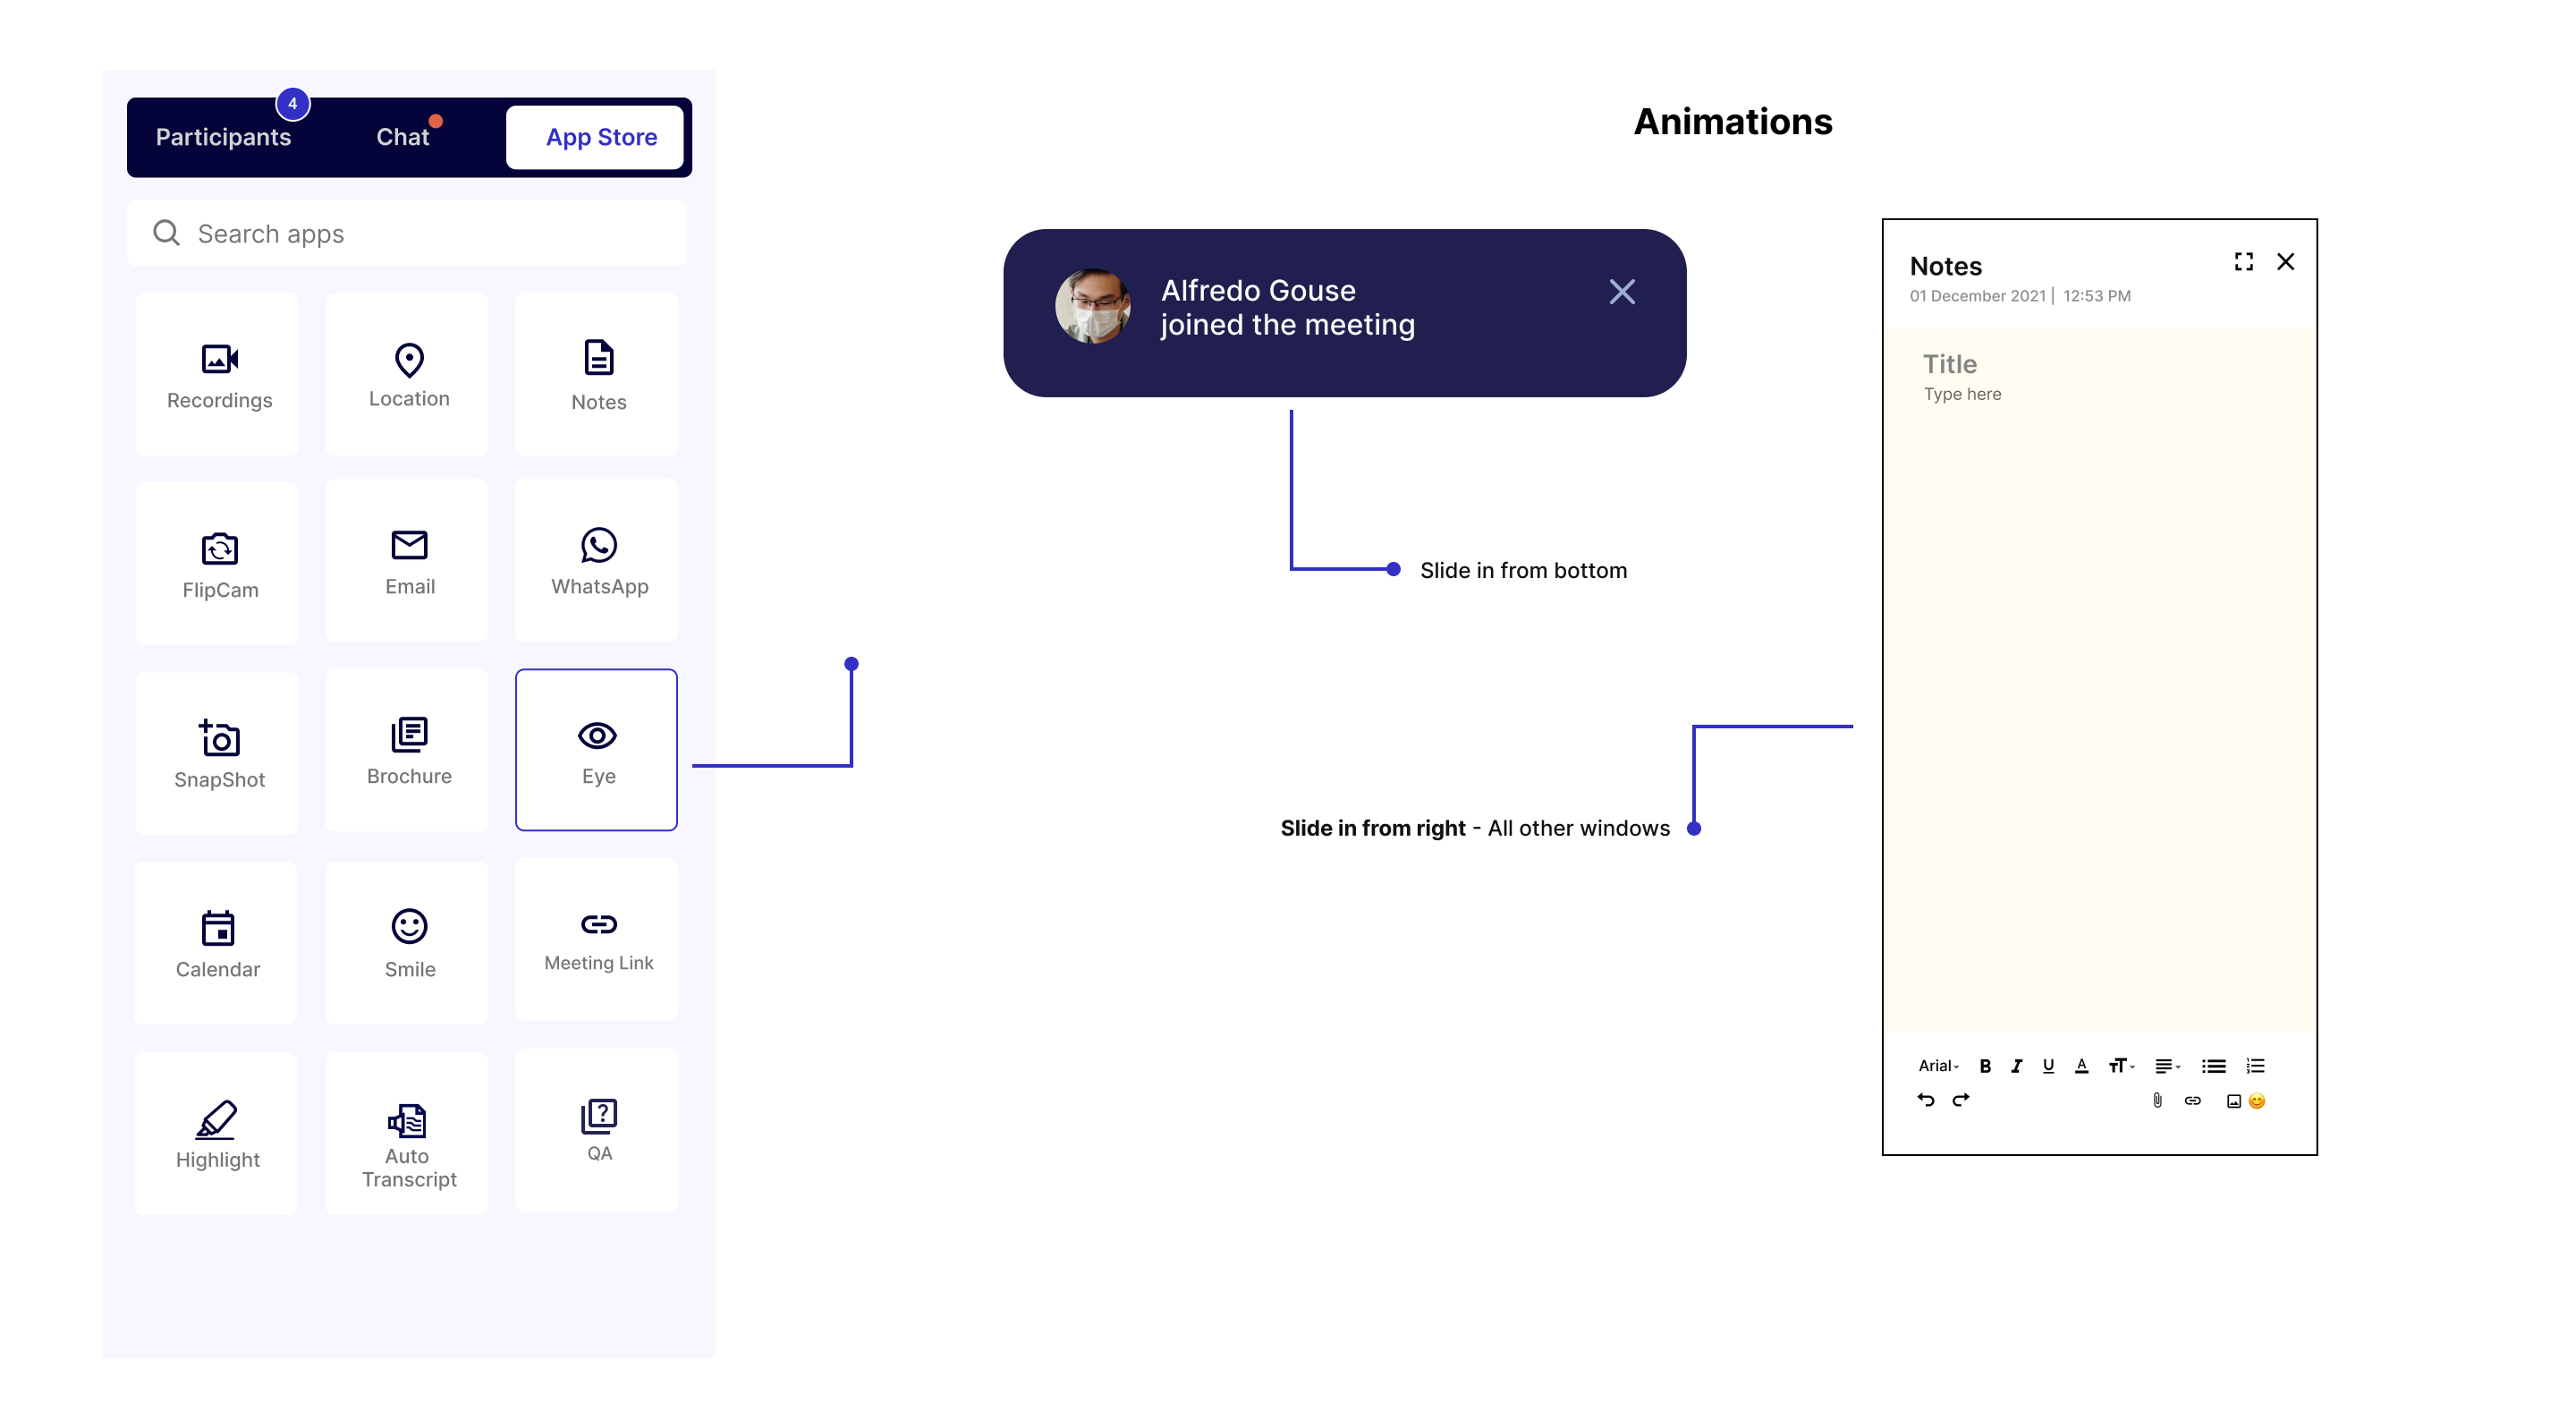 4
Participants
Chat
App Store
Search apps
Recordings
Location
Notes
FlipCam
Email
WhatsApp
SnapShot
Brochure
Eye
Calendar
Smile
Meeting Link
Highlight
Auto
Transcript
?
QA
Animations
Alfredo Gouse
joined the meeting
Slide in from bottom
Slide in from right - All other windows
Notes
01 December 2021 | 12:53 PM
Title
Type here
Arial B I U A TT